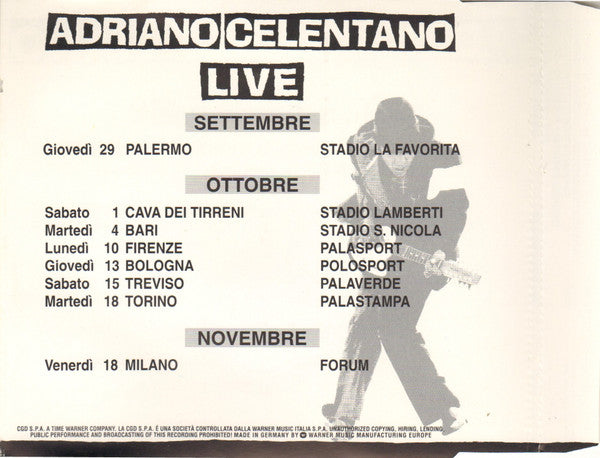 ADRIANO CELENTANO
LIVE
SETTEMBRE
Giovedì 29 PALERMO STADIO LA FAVORITA
OTTOBRE
Sabato 1 CAVA DEI TIRRENI STADIO LAMBERTI
Martedì 4 BARI STADIO S. NICOLA
Lunedì 10 FIRENZE PALASPORT
Giovedì 13 BOLOGNA POLOSPORT
Sabato 15 TREVISO PALAVERDE
Martedì 18 TORINO PALASTAMPA
NOVEMBRE
Venerdì 18 MILANO FORUM
CGD S.P.A. A TIME WARNER COMPANY. LA CGD S.P.A. È UNA SOCIETÀ CONTROLLATA DALLA WARNER MUSIC ITALIA S.P.A. UNAUTHORIZED COPYING, HIRING, LENDING
PUBLIC PERFORMANCE AND BROADCASTING OF THIS RECORDING PROHIBITED! MADE IN GERMANY BY WARNER MUSIC MANUFACTURING EUROPE